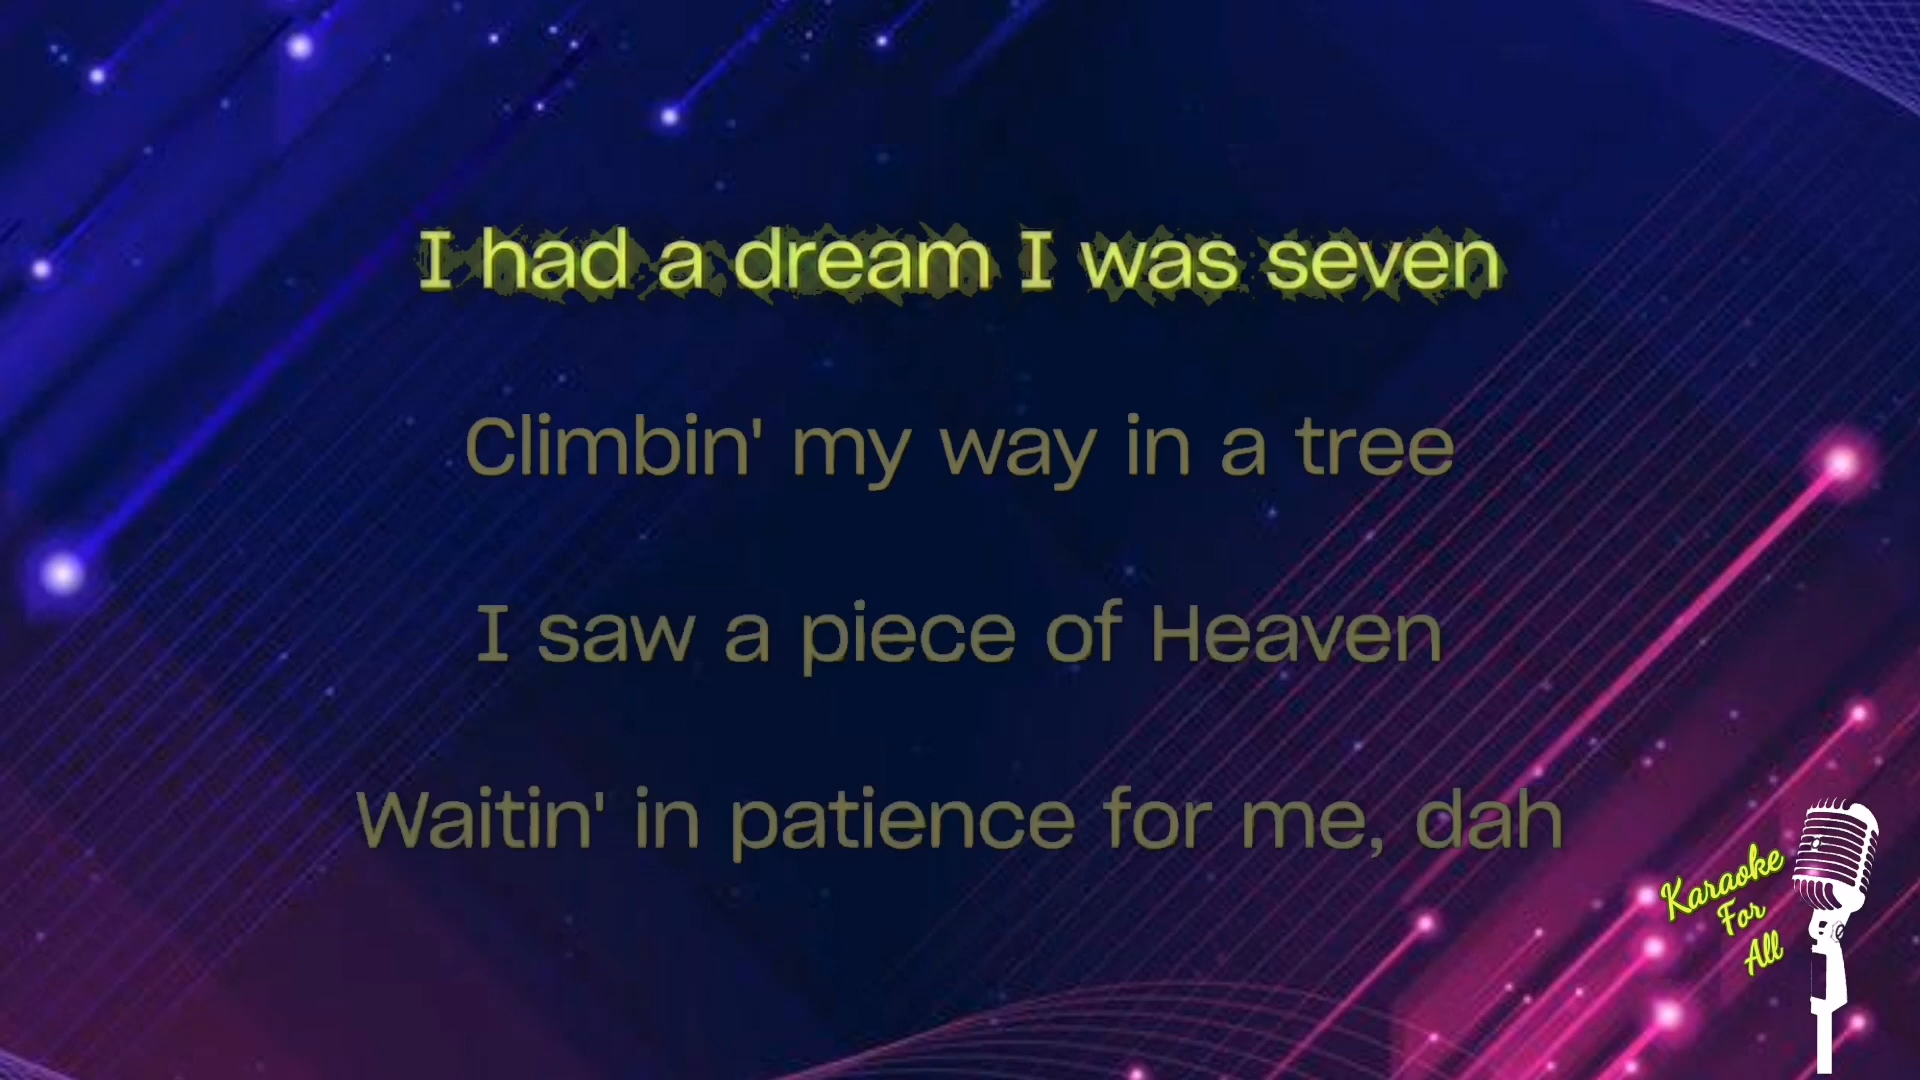 I had a dream I was seven
Climbin' my way in a tree
I saw a piece of Heaven
Waitin' in patience for me, dah
Karaoke
For
All